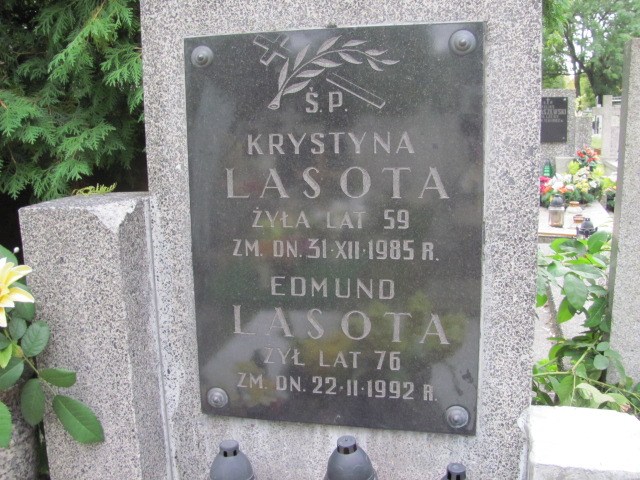 Ś.P.
KRYSTYNA
LASOTA
ŻYŁA LAT 59
ZM. DN. 31·XII·1985 R.
EDMUND
LASOTA
ŻYŁ LAT 76
ZM. DN. 22·II·1992 R.